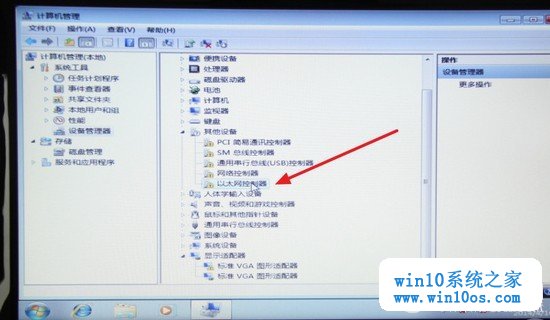 计算机管理
文件(F) 操作(A) 查看(V) 帮助(H)
计算机管理(本地)
系统工具
任务计划程序
事件查看器
共享文件夹
本地用户和组
性能
设备管理器
存储
磁盘管理
服务和应用程序
便携设备
处理器
磁盘驱动器
电池
计算机
监视器
键盘
其他设备
PCI 简易通讯控制器
SM 总线控制器
通用串行总线(USB)控制器
网络控制器
以太网控制器
人体学输入设备
声音、视频和游戏控制器
鼠标和其他指针设备
通用串行总线控制器
图像设备
系统设备
显示适配器
标准 VGA 图形适配器
标准 VGA 图形适配器
操作
设备管理器
更多操作
win10系统之家
www.win10os.com